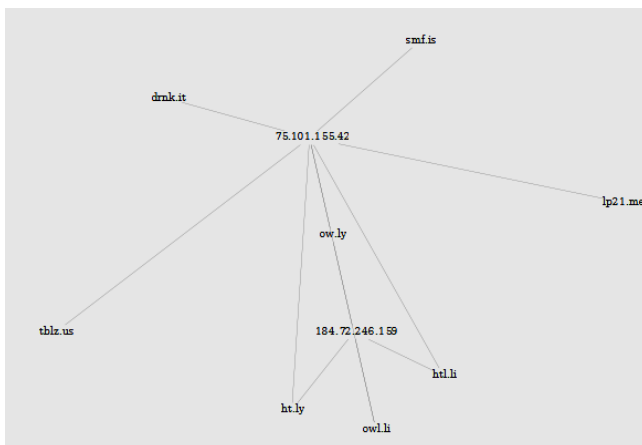 smf.is
drnk.it
75.101.155.42
lp21.me
ow.ly
184.72.246.159
tblz.us
htl.li
ht.ly
owl.li